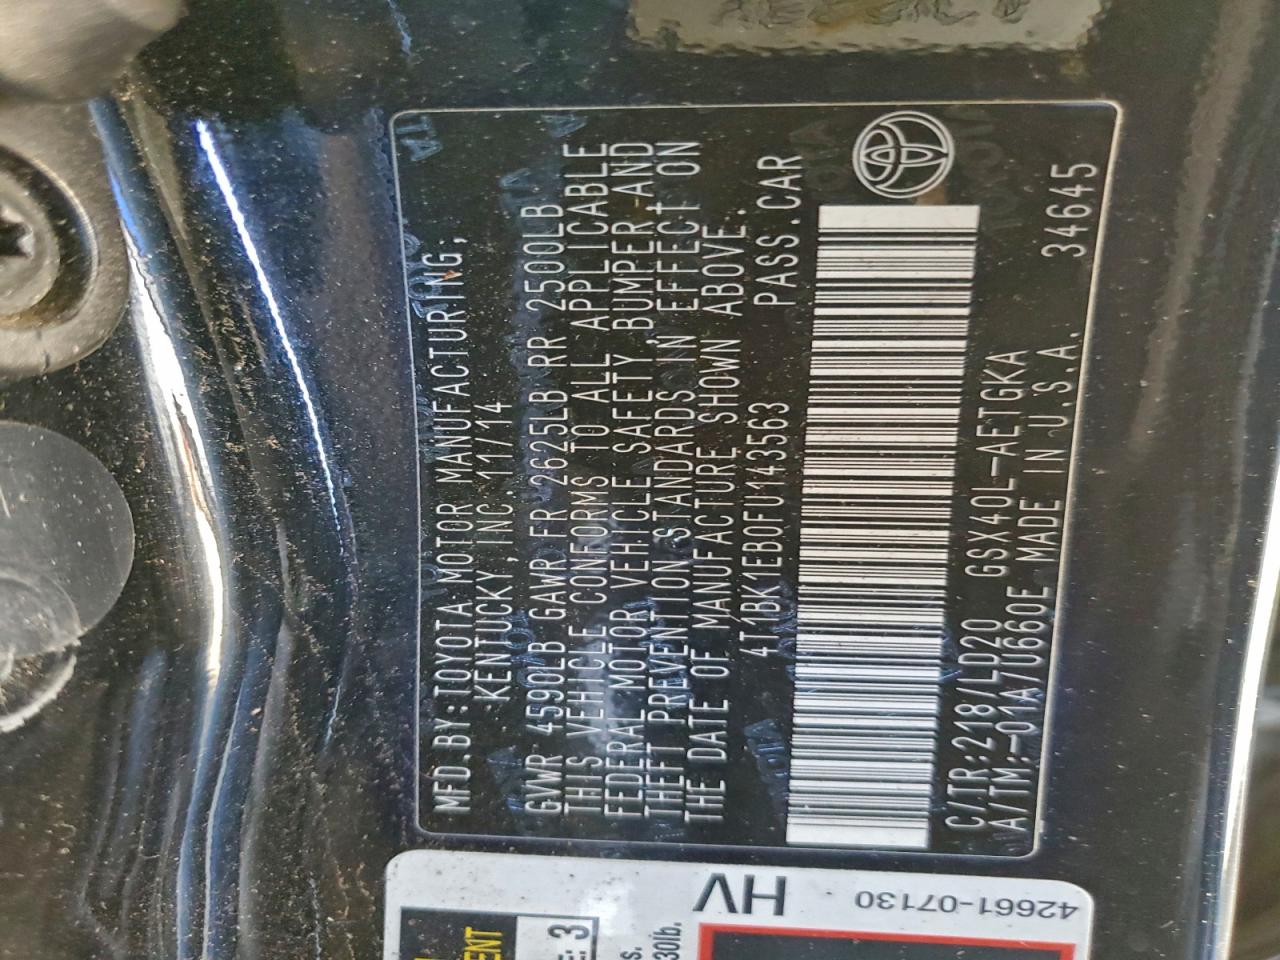 MFD.BY:TOYOTA MOTOR MANUFACTURING,
KENTUCKY,INC. 11/14
GVWR 4590LB GAWR FR 2625LB RR 2500LB
THIS VEHICLE CONFORMS TO ALL APPLICABLE
FEDERAL MOTOR VEHICLE SAFETY,BUMPER,AND
THEFT PREVENTION STANDARDS IN EFFECT ON
THE DATE OF MANUFACTURE SHOWN ABOVE.
4T1BK1EB0FU143563 PASS.CAR
C/TR:218/LD20 GSX40L-AETGKA
A/TM:-01A/U660E MADE IN U.S.A. 34645
HV
42661-07130
ENT
: 3
s.
30lb.